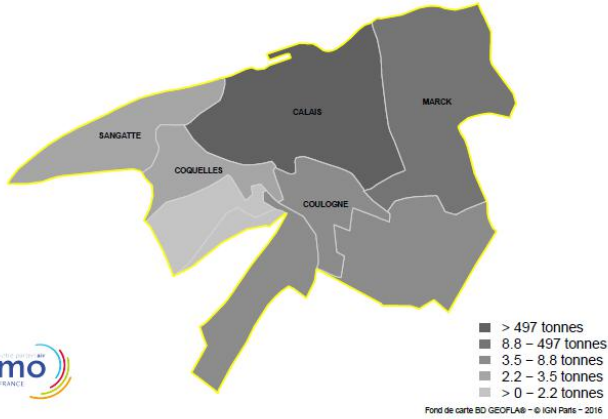 CALAIS
MARCK
SANGATTE
COQUELLES
COULOGNE
> 497 tonnes
8.8 – 497 tonnes
3.5 – 8.8 tonnes
2.2 – 3.5 tonnes
> 0 – 2.2 tonnes
mo
FRANCE
Fond de carte BD GEOFLA® - © IGN Paris - 2016